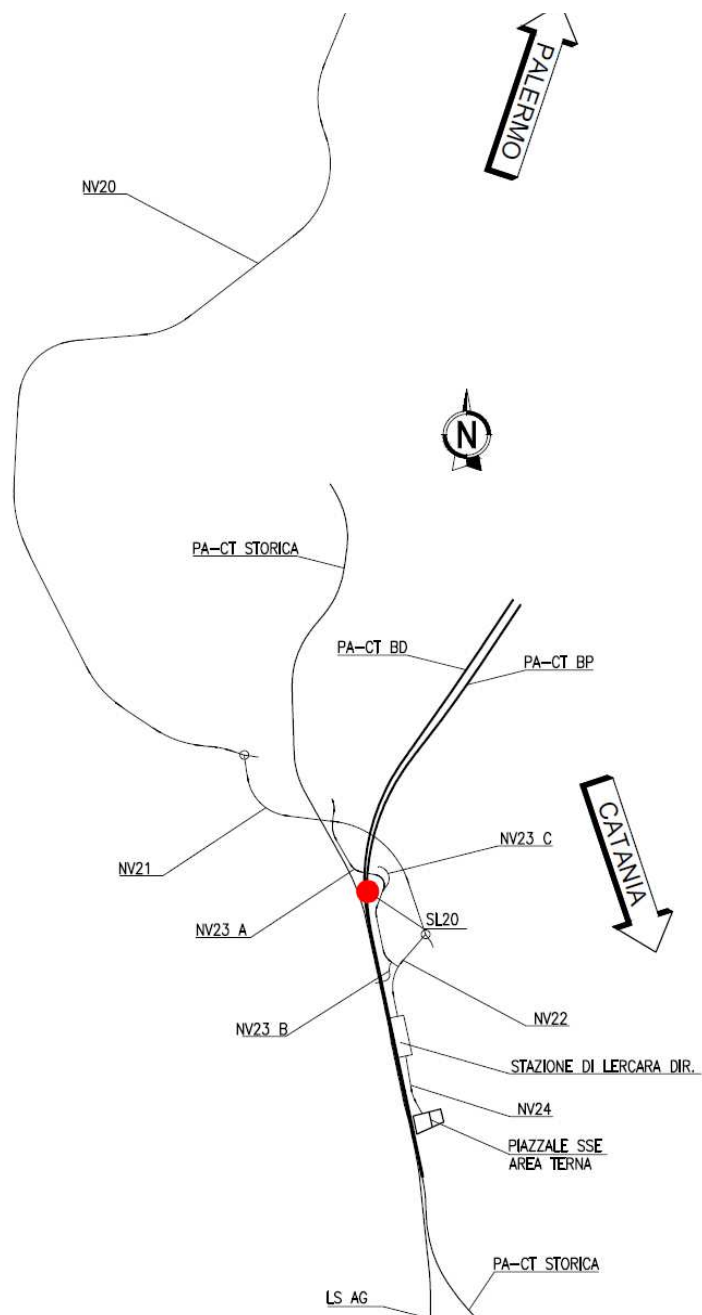 PALERMO
NV20
N
PA-CT STORICA
PA-CT BD
PA-CT BP
CATANIA
NV21
NV23 C
NV23 A
SL20
NV23 B
NV22
STAZIONE DI LERCARA DIR.
NV24
PIAZZALE SSE
AREA TERNA
PA-CT STORICA
LS AG